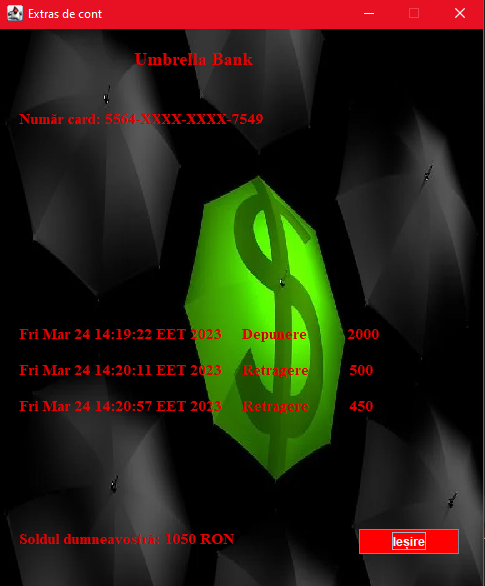 Extras de cont
Umbrella Bank
Număr card: 5564-XXXX-XXXX-7549
Fri Mar 24 14:19:22 EET 2023 Depunere 2000
Fri Mar 24 14:20:11 EET 2023 Retragere 500
Fri Mar 24 14:20:57 EET 2023 Retragere 450
Soldul dumneavostre: 1050 RON
Ieșire